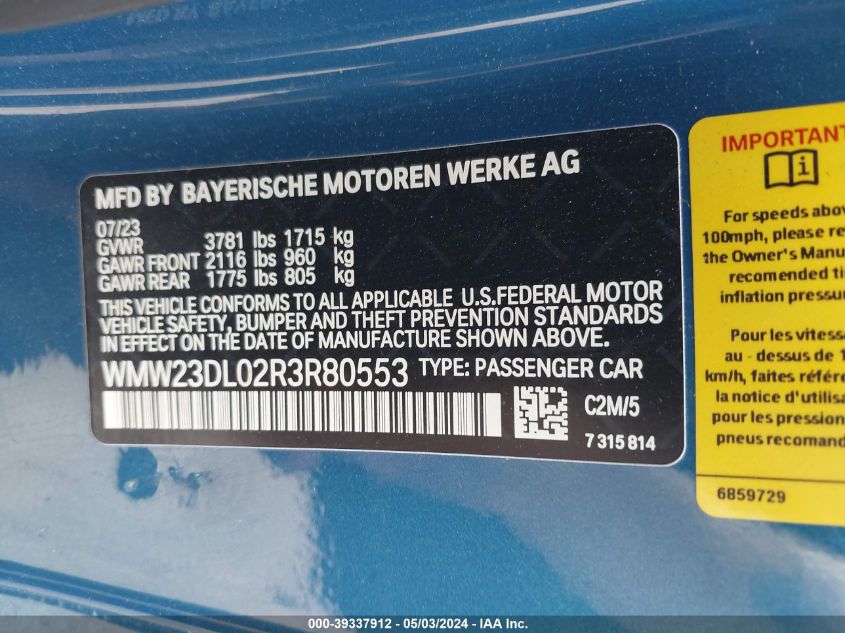 MFD BY BAYERISCHE MOTOREN WERKE AG
07/23
GVWR 3781 lbs 1715 kg
GAWR FRONT 2116 lbs 960 kg
GAWR REAR 1775 lbs 805 kg
THIS VEHICLE CONFORMS TO ALL APPLICABLE U.S.FEDERAL MOTOR
VEHICLE SAFETY, BUMPER AND THEFT PREVENTION STANDARDS
IN EFFECT ON THE DATE OF MANUFACTURE SHOWN ABOVE.
WMW23DL02R3R80553 TYPE: PASSENGER CAR
C2M/5
7 315 814
IMPORTANT
For speeds abov
100mph, please re
the Owner's Manu
recomended ti
inflation pressu
Pour les vitess
au - dessus de 1
km/h, faites référe
la notice d'utilisa
pour les pression
pneus recomand
6859729
000-39337912 - 05/03/2024 - IAA Inc.